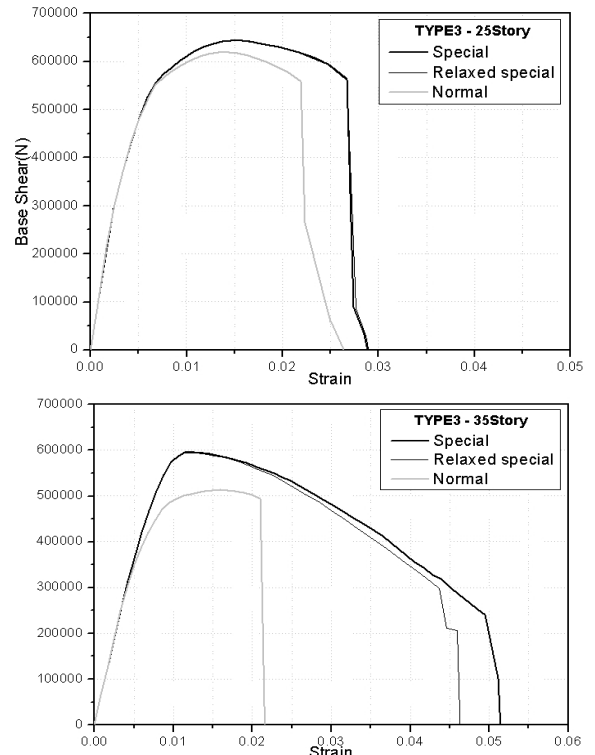 700000
600000
500000
400000
300000
200000
100000
0
Base Shear(N)
TYPE3 - 25Story
Special
Relaxed special
Normal
0.00 0.01 0.02 0.03 0.04 0.05
Strain
700000
600000
500000
400000
300000
200000
100000
0
TYPE3 - 35Story
Special
Relaxed special
Normal
0.00 0.01 0.02 0.03 0.04 0.05 0.06
Strain